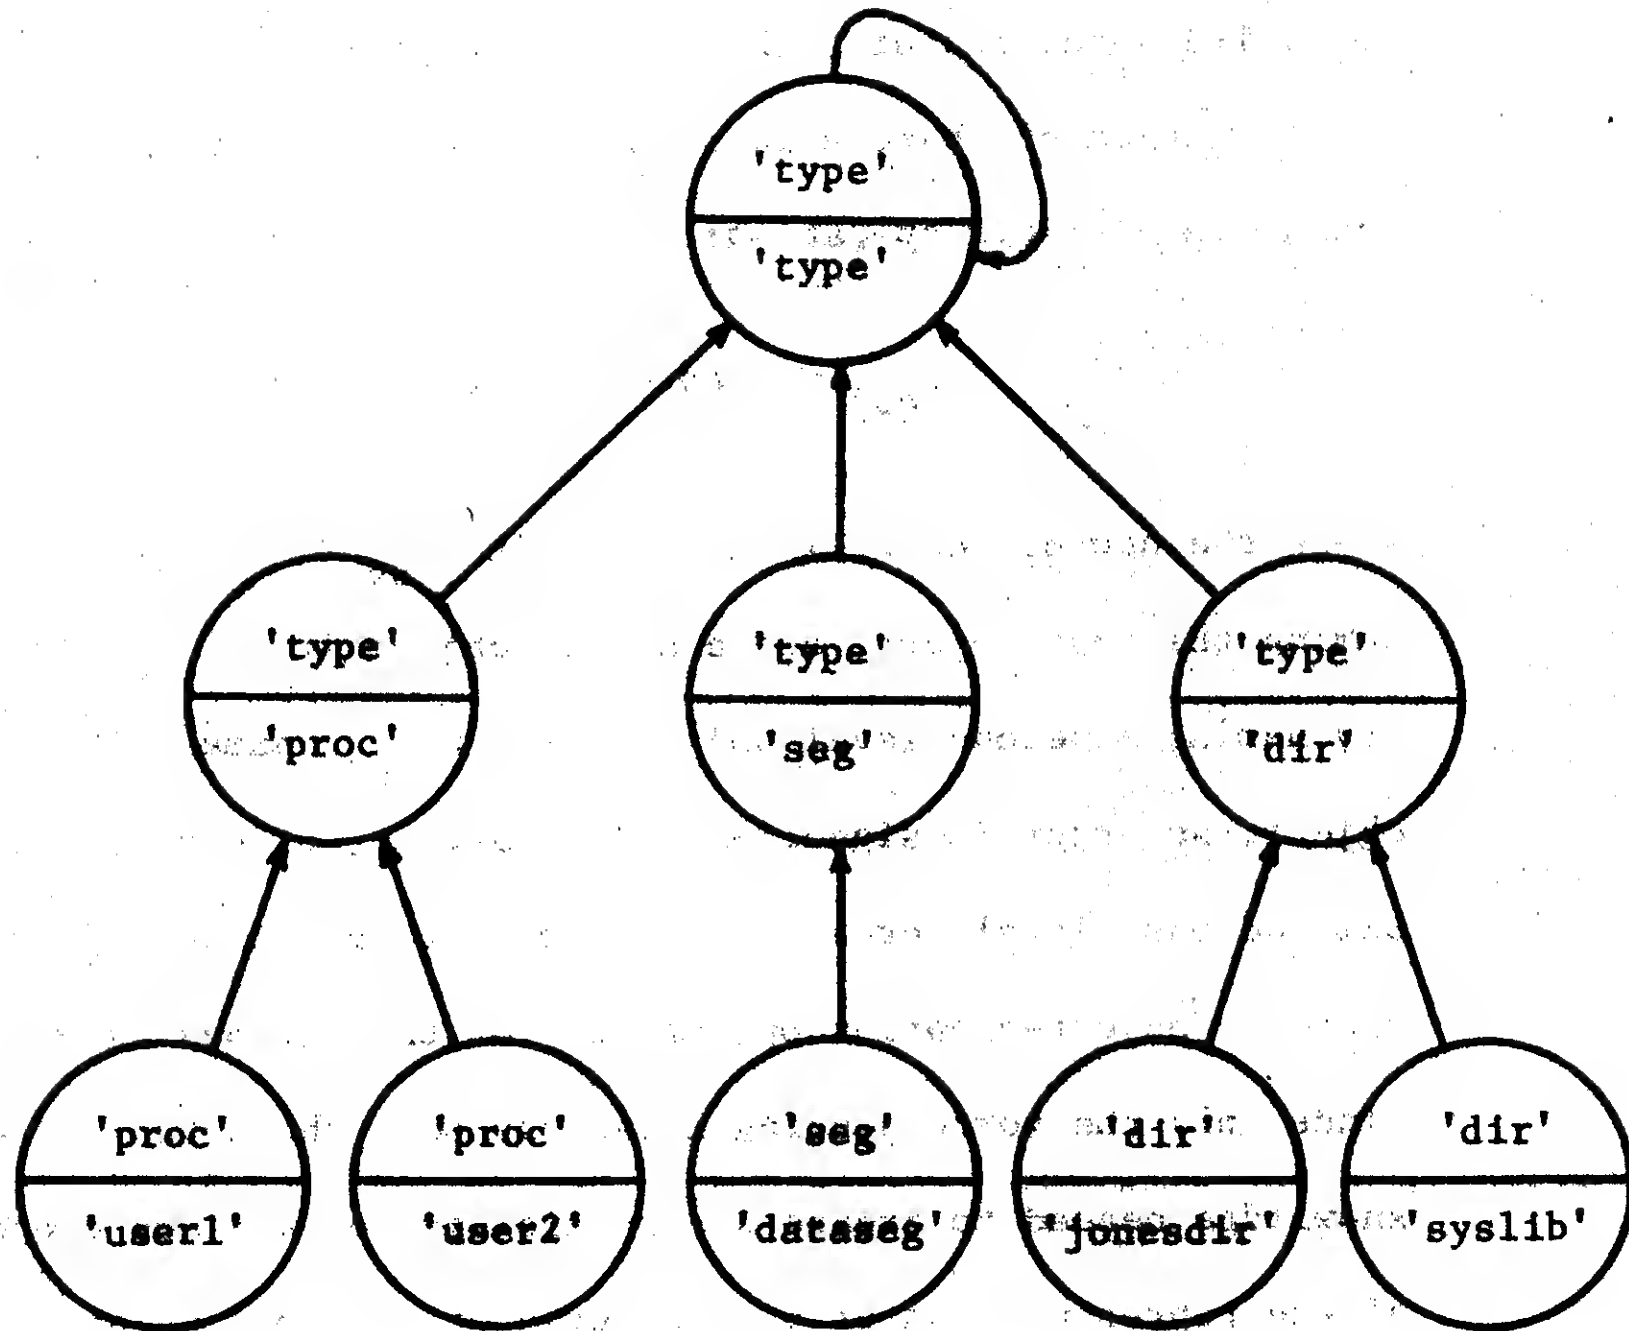 'type'
'type'
'type'
'proc'
'type'
'seg'
'type'
'dir'
'proc'
'user1'
'proc'
'user2'
'seg'
'dataseg'
'dir'
'jonesdir'
'dir'
'syslib'